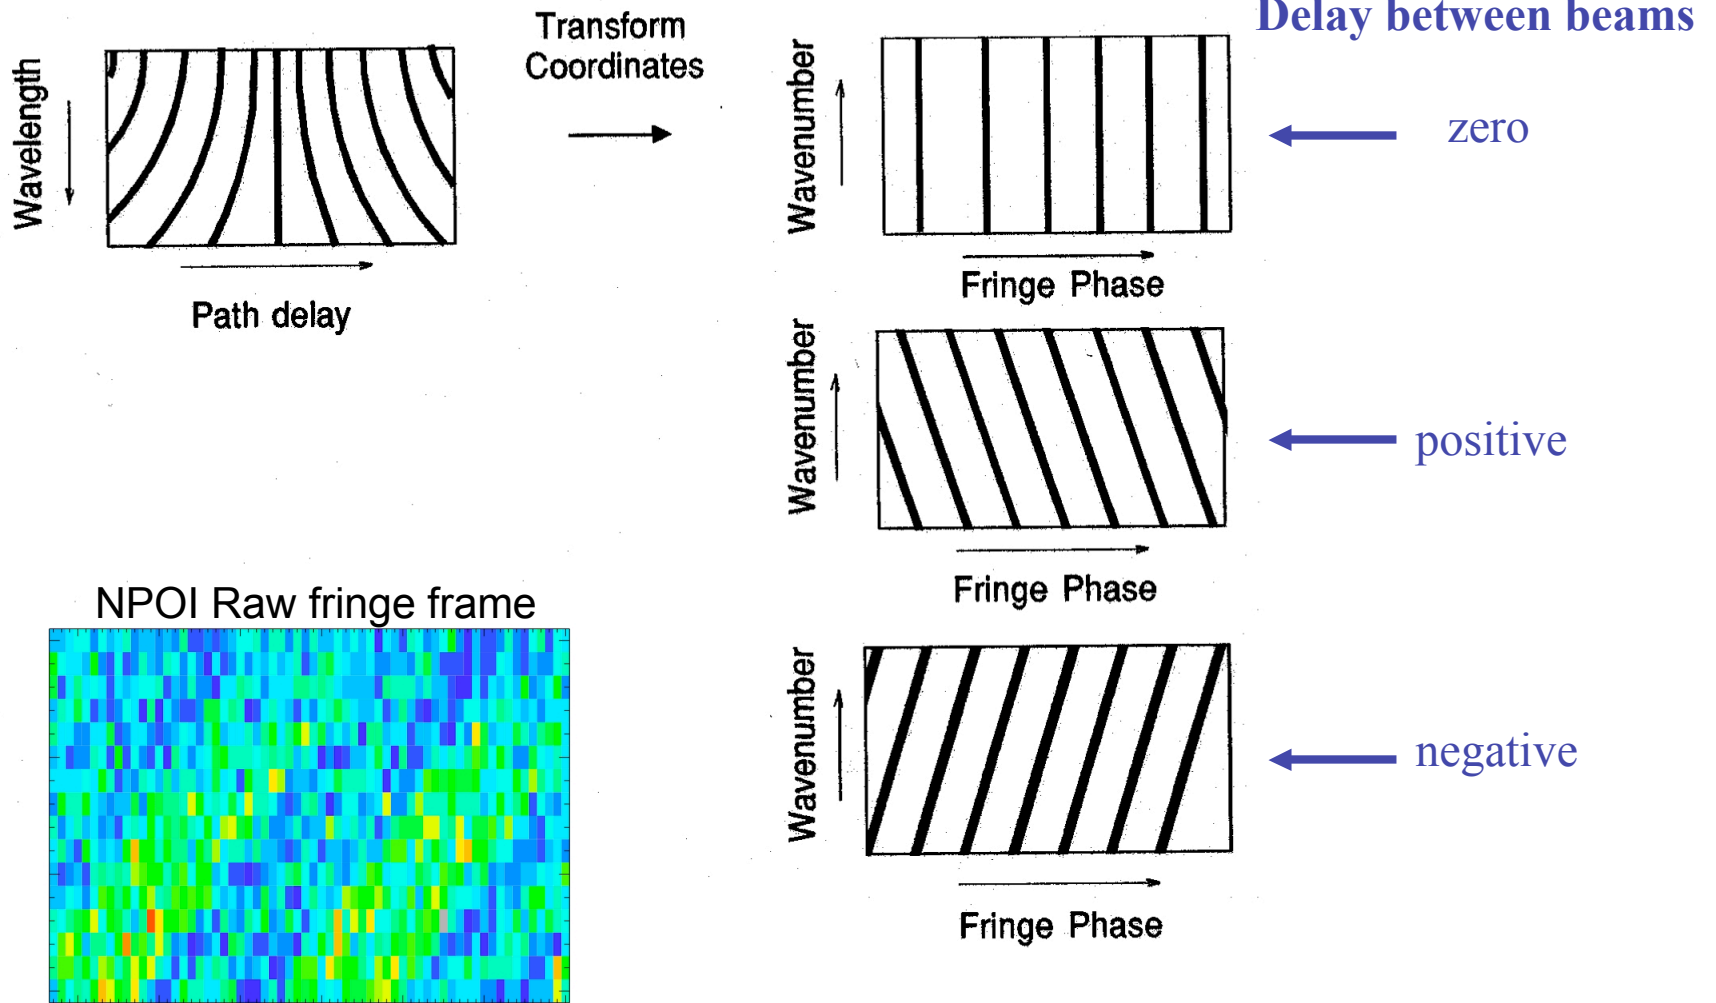 Delay between beams
Transform
Coordinates
Wavelength
Path delay
Wavenumber
Fringe Phase
zero
Wavenumber
Fringe Phase
positive
NPOI Raw fringe frame
Wavenumber
Fringe Phase
negative